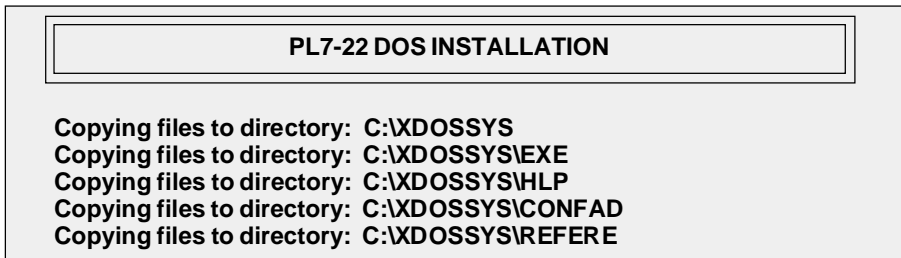 PL7-22 DOS INSTALLATION
Copying files to directory: C:\XDOSSYS
Copying files to directory: C:\XDOSSYS\EXE
Copying files to directory: C:\XDOSSYS\HLP
Copying files to directory: C:\XDOSSYS\CONFAD
Copying files to directory: C:\XDOSSYS\REFERE